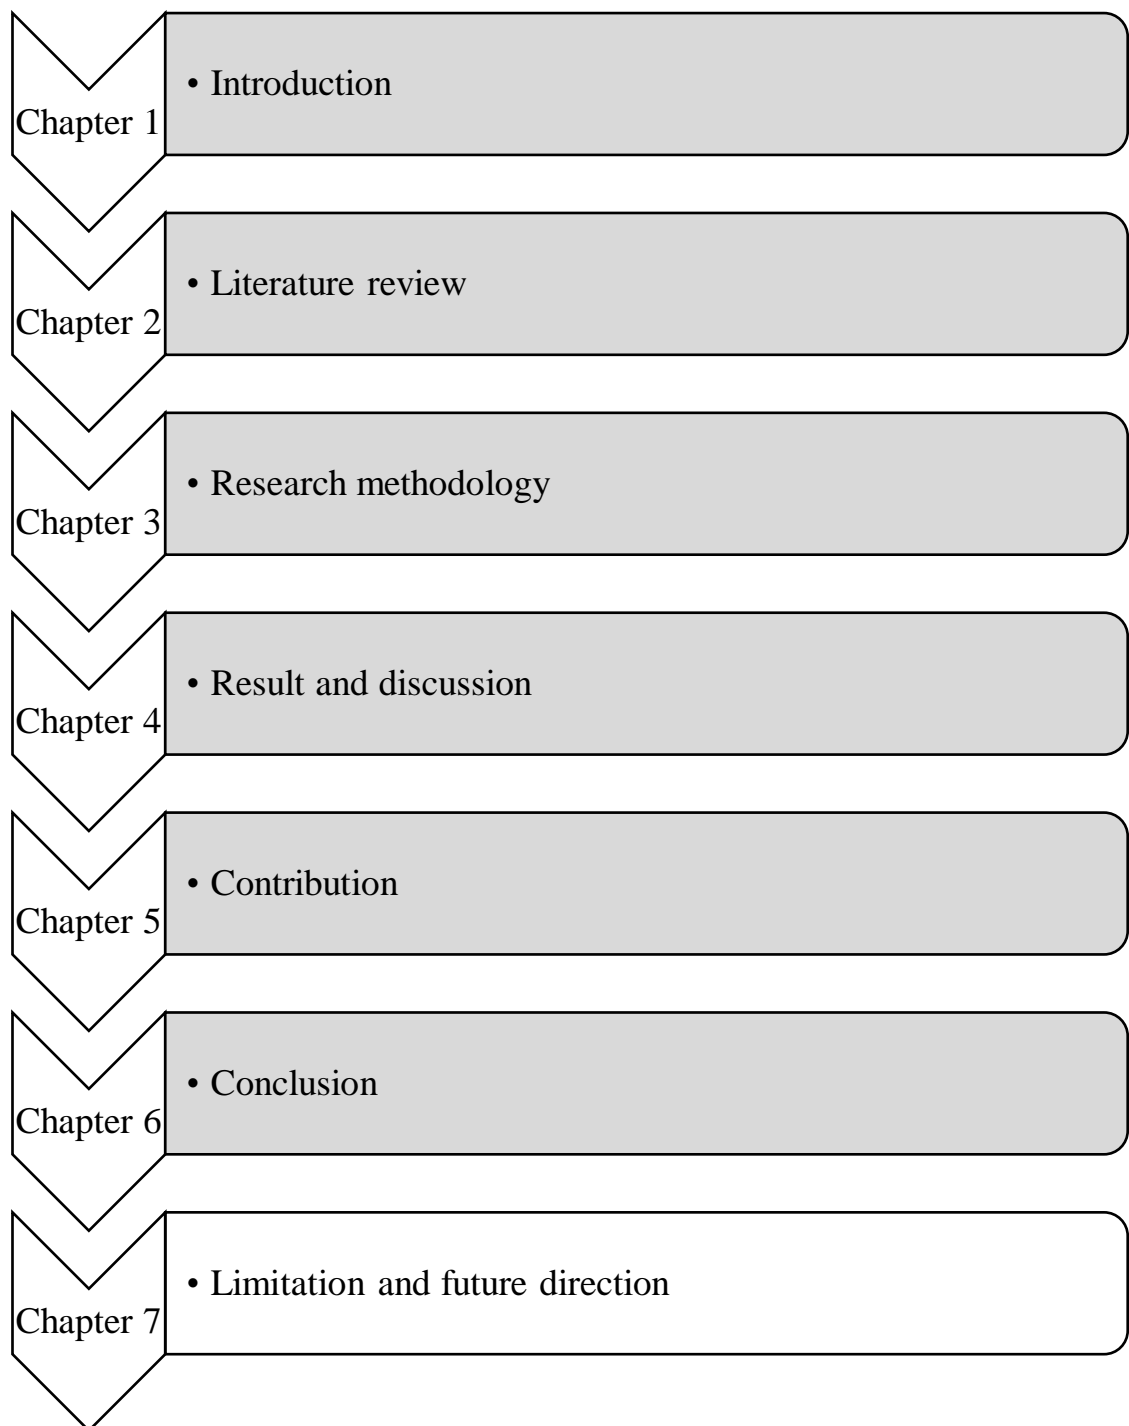 Chapter 1
• Introduction
Chapter 2
• Literature review
Chapter 3
• Research methodology
Chapter 4
• Result and discussion
Chapter 5
• Contribution
Chapter 6
• Conclusion
Chapter 7
• Limitation and future direction